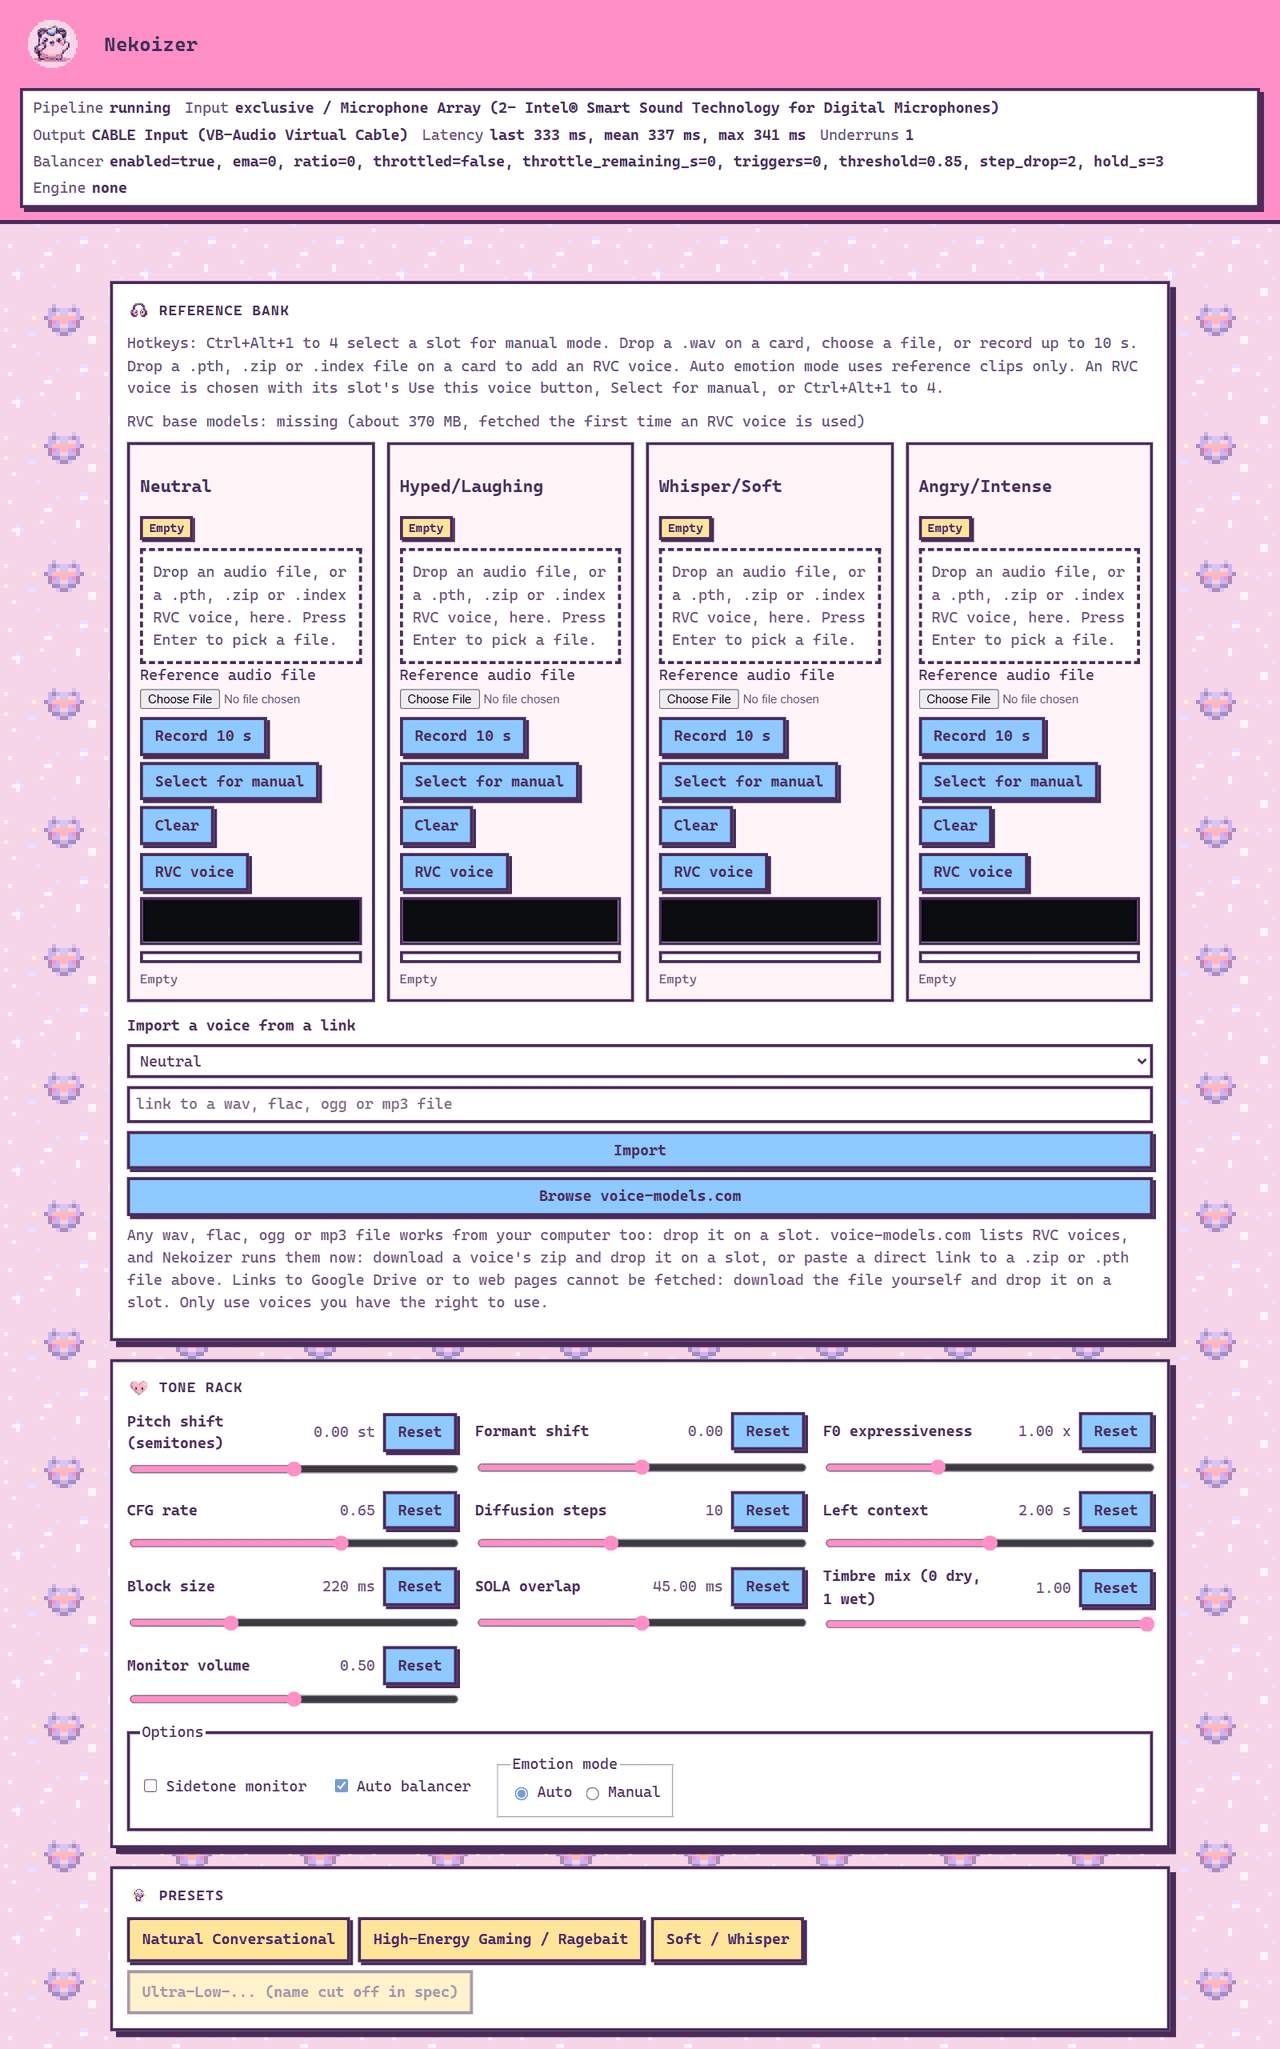 Nekoizer
Pipeline running Input exclusive / Microphone Array (2- Intel® Smart Sound Technology for Digital Microphones)
Output CABLE Input (VB-Audio Virtual Cable) Latency last 333 ms, mean 337 ms, max 341 ms Underruns 1
Balancer enabled=true, ema=0, ratio=0, throttled=false, throttle_remaining_s=0, triggers=0, threshold=0.85, step_drop=2, hold_s=3
Engine none
REFERENCE BANK
Hotkeys: Ctrl+Alt+1 to 4 select a slot for manual mode. Drop a .wav on a card, choose a file, or record up to 10 s.
Drop a .pth, .zip or .index file on a card to add an RVC voice. Auto emotion mode uses reference clips only. An RVC
voice is chosen with its slot's Use this voice button, Select for manual, or Ctrl+Alt+1 to 4.
RVC base models: missing (about 370 MB, fetched the first time an RVC voice is used)
Neutral
Empty
Drop an audio file, or
a .pth, .zip or .index
RVC voice, here. Press
Enter to pick a file.
Reference audio file
Choose File No file chosen
Record 10 s
Select for manual
Clear
RVC voice
Empty
Hyped/Laughing
Empty
Drop an audio file, or
a .pth, .zip or .index
RVC voice, here. Press
Enter to pick a file.
Reference audio file
Choose File No file chosen
Record 10 s
Select for manual
Clear
RVC voice
Empty
Whisper/Soft
Empty
Drop an audio file, or
a .pth, .zip or .index
RVC voice, here. Press
Enter to pick a file.
Reference audio file
Choose File No file chosen
Record 10 s
Select for manual
Clear
RVC voice
Empty
Angry/Intense
Empty
Drop an audio file, or
a .pth, .zip or .index
RVC voice, here. Press
Enter to pick a file.
Reference audio file
Choose File No file chosen
Record 10 s
Select for manual
Clear
RVC voice
Empty
Import a voice from a link
Neutral
link to a wav, flac, ogg or mp3 file
Import
Browse voice-models.com
Any wav, flac, ogg or mp3 file works from your computer too: drop it on a slot. voice-models.com lists RVC voices,
and Nekoizer runs them now: download a voice's zip and drop it on a slot, or paste a direct link to a .zip or .pth
file above. Links to Google Drive or to web pages cannot be fetched: download the file yourself and drop it on a
slot. Only use voices you have the right to use.
TONE RACK
Pitch shift
(semitones)
0.00 st
Reset
Formant shift 0.00 Reset
F0 expressiveness 1.00 x Reset
CFG rate 0.65 Reset
Diffusion steps 10 Reset
Left context 2.00 s Reset
Block size 220 ms Reset
SOLA overlap 45.00 ms Reset
Timbre mix (0 dry,
1 wet)
1.00
Reset
Monitor volume 0.50 Reset
Options
Sidetone monitor
Auto balancer
Emotion mode
Auto Manual
PRESETS
Natural Conversational
High-Energy Gaming / Ragebait
Soft / Whisper
Ultra-Low-... (name cut off in spec)